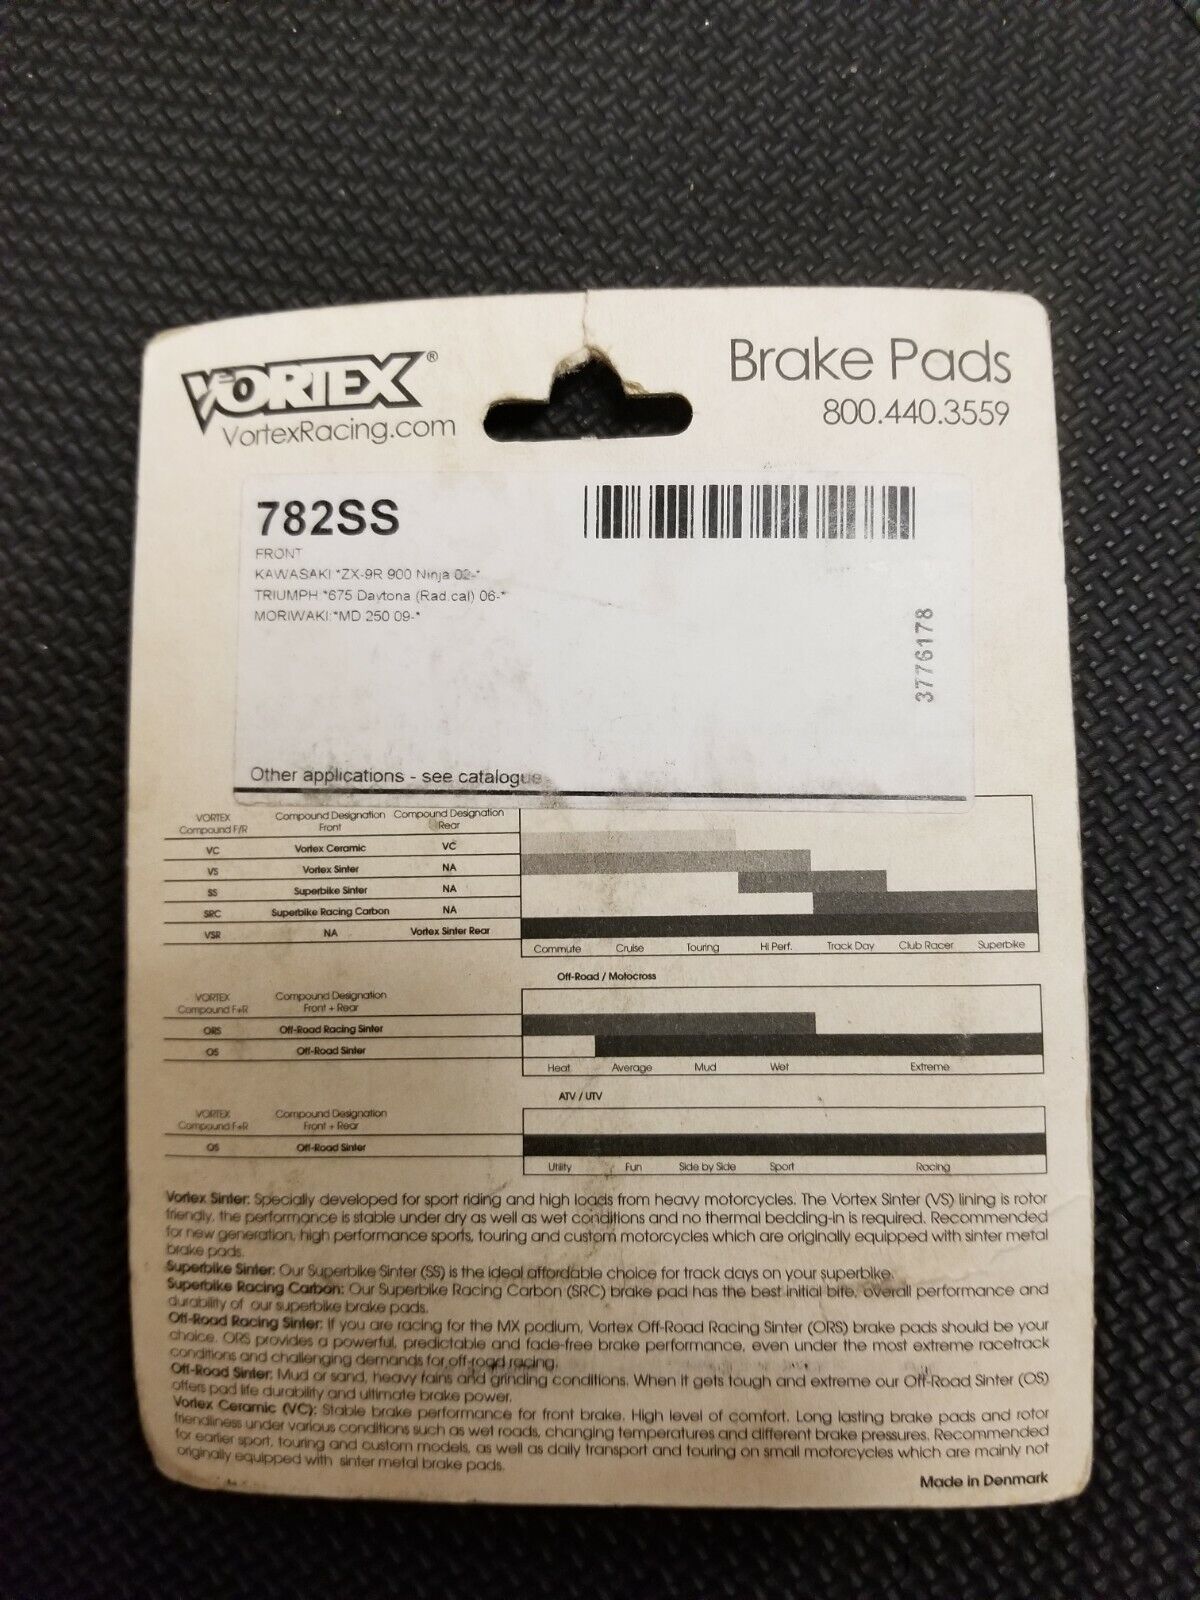 VORTEX®
VortexRacing.com
Brake Pads
800.440.3559
782SS
FRONT
KAWASAKI:*ZX-9R 900 Ninja 02-*
TRIUMPH:*675 Daytona (Rad.cal) 06-*
MORIWAKI:*MD 250 09-*
3776178
Other applications - see catalogue
VORTEX Compound F/R Compound Designation Front Compound Designation Rear
VC Vortex Ceramic VC
VS Vortex Sinter NA
SS Superbike Sinter NA
SRC Superbike Racing Carbon NA
VSR NA Vortex Sinter Rear
Commute Cruise Touring Hi Perf. Track Day Club Racer Superbike
Off-Road / Motocross
VORTEX Compound F+R Compound Designation Front + Rear
ORS Off-Road Racing Sinter
OS Off-Road Sinter
Heat Average Mud Wet Extreme
ATV / UTV
VORTEX Compound F+R Compound Designation Front + Rear
OS Off-Road Sinter
Utility Fun Side by Side Sport Racing
Vortex Sinter: Specially developed for sport riding and high loads from heavy motorcycles. The Vortex Sinter (VS) lining is rotor
friendly, the performance is stable under dry as well as wet conditions and no thermal bedding-in is required. Recommended
for new generation, high performance sports, touring and custom motorcycles which are originally equipped with sinter metal
brake pads.
Superbike Sinter: Our Superbike Sinter (SS) is the ideal affordable choice for track days on your superbike.
Superbike Racing Carbon: Our Superbike Racing Carbon (SRC) brake pad has the best initial bite, overall performance and
durability of our superbike brake pads.
Off-Road Racing Sinter: If you are racing for the MX podium, Vortex Off-Road Racing Sinter (ORS) brake pads should be your
choice. ORS provides a powerful, predictable and fade-free brake performance, even under the most extreme racetrack
conditions and challenging demands for off-road racing.
Off-Road Sinter: Mud or sand, heavy rains and grinding conditions. When it gets tough and extreme our Off-Road Sinter (OS)
offers pad life durability and ultimate brake power.
Vortex Ceramic (VC): Stable brake performance for front brake. High level of comfort. Long lasting brake pads and rotor
friendliness under various conditions such as wet roads, changing temperatures and different brake pressures. Recommended
for earlier sport, touring and custom models, as well as daily transport and touring on small motorcycles which are mainly not
originally equipped with sinter metal brake pads.
Made in Denmark